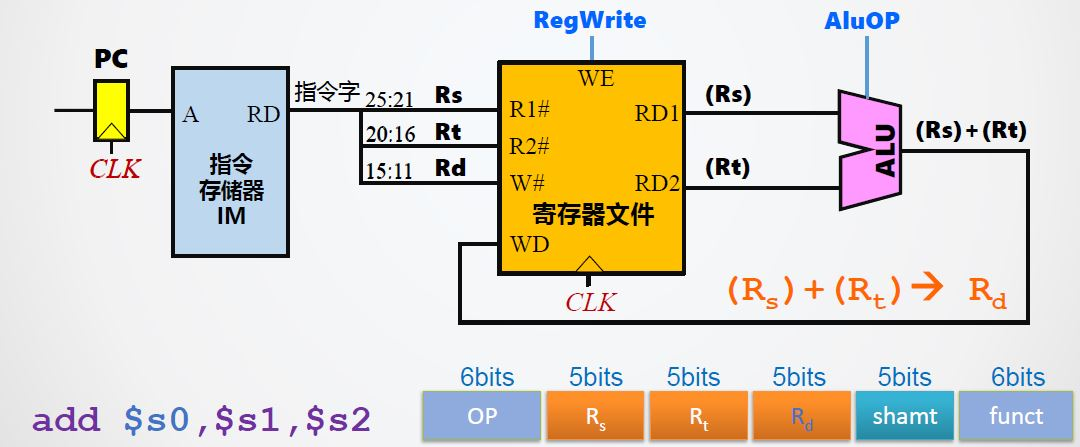 RegWrite
AluOP
PC
指令字
25:21
Rs
WE
(Rs)
A
RD
R1#
RD1
20:16
Rt
R2#
(Rs)+(Rt)
ALU
CLK
指令
存储器
IM
15:11
Rd
W#
(Rt)
RD2
寄存器文件
WD
CLK
(Rs)+(Rt)→ Rd
6bits 5bits 5bits 5bits 5bits 6bits
add $s0,$s1,$s2
OP Rs Rt Rd shamt funct